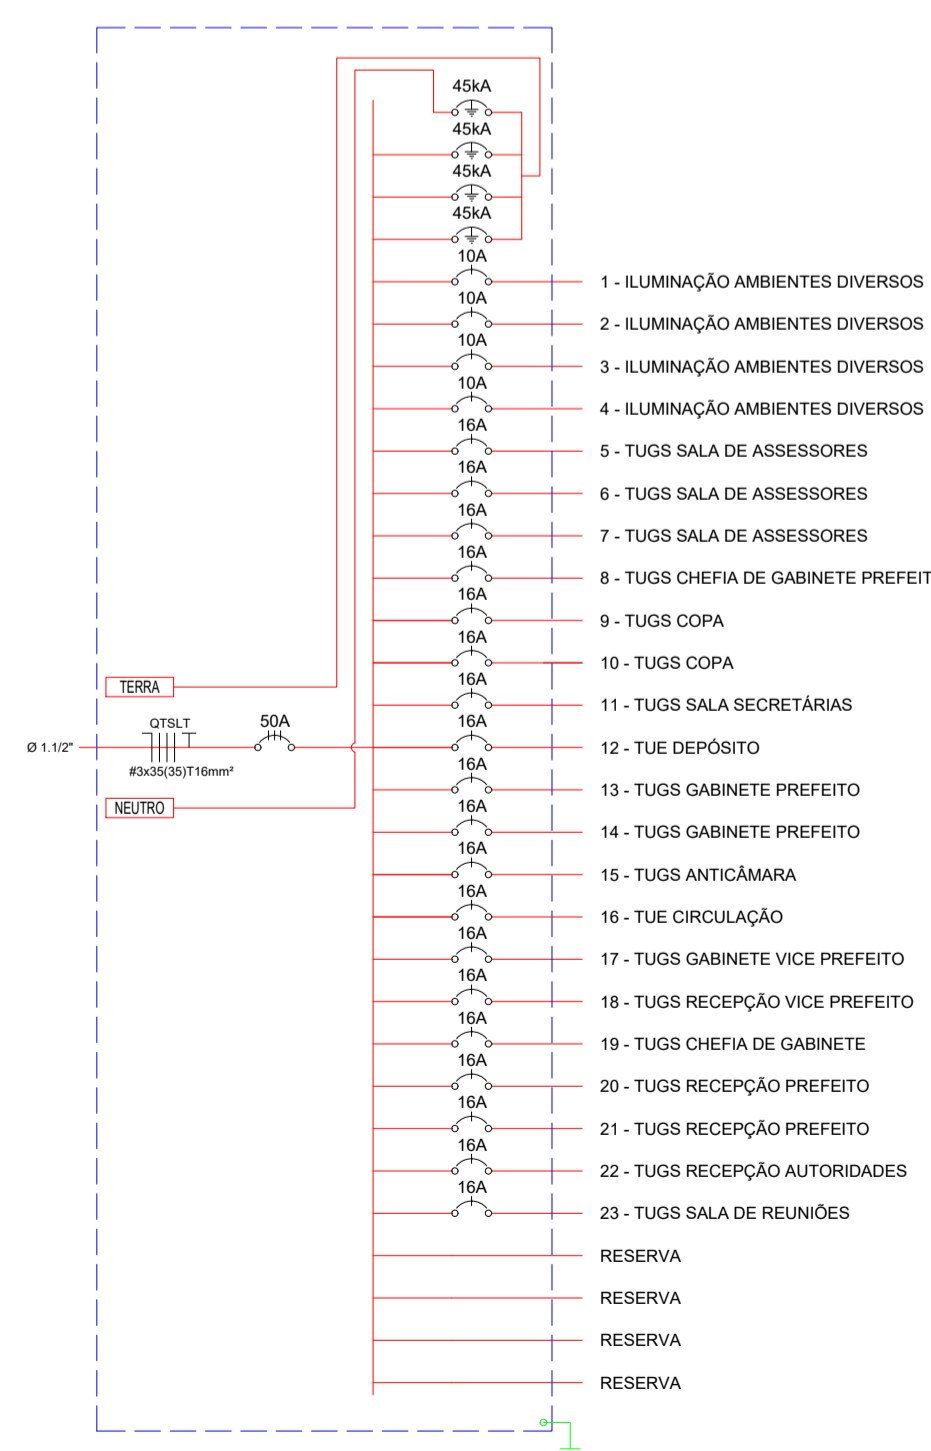 45kA
45kA
45kA
45kA
10A
1 - ILUMINAÇÃO AMBIENTES DIVERSOS
10A
2 - ILUMINAÇÃO AMBIENTES DIVERSOS
10A
3 - ILUMINAÇÃO AMBIENTES DIVERSOS
10A
4 - ILUMINAÇÃO AMBIENTES DIVERSOS
16A
5 - TUGS SALA DE ASSESSORES
16A
6 - TUGS SALA DE ASSESSORES
16A
7 - TUGS SALA DE ASSESSORES
16A
8 - TUGS CHEFIA DE GABINETE PREFEIT
16A
9 - TUGS COPA
16A
10 - TUGS COPA
16A
11 - TUGS SALA SECRETÁRIAS
16A
12 - TUE DEPÓSITO
16A
13 - TUGS GABINETE PREFEITO
16A
14 - TUGS GABINETE PREFEITO
16A
15 - TUGS ANTICÂMARA
16A
16 - TUE CIRCULAÇÃO
16A
17 - TUGS GABINETE VICE PREFEITO
16A
18 - TUGS RECEPÇÃO VICE PREFEITO
16A
19 - TUGS CHEFIA DE GABINETE
16A
20 - TUGS RECEPÇÃO PREFEITO
16A
21 - TUGS RECEPÇÃO PREFEITO
16A
22 - TUGS RECEPÇÃO AUTORIDADES
16A
23 - TUGS SALA DE REUNIÕES
RESERVA
RESERVA
RESERVA
RESERVA
TERRA
QTSLT
50A
Ø 1.1/2"
#3x35(35)T16mm²
NEUTRO